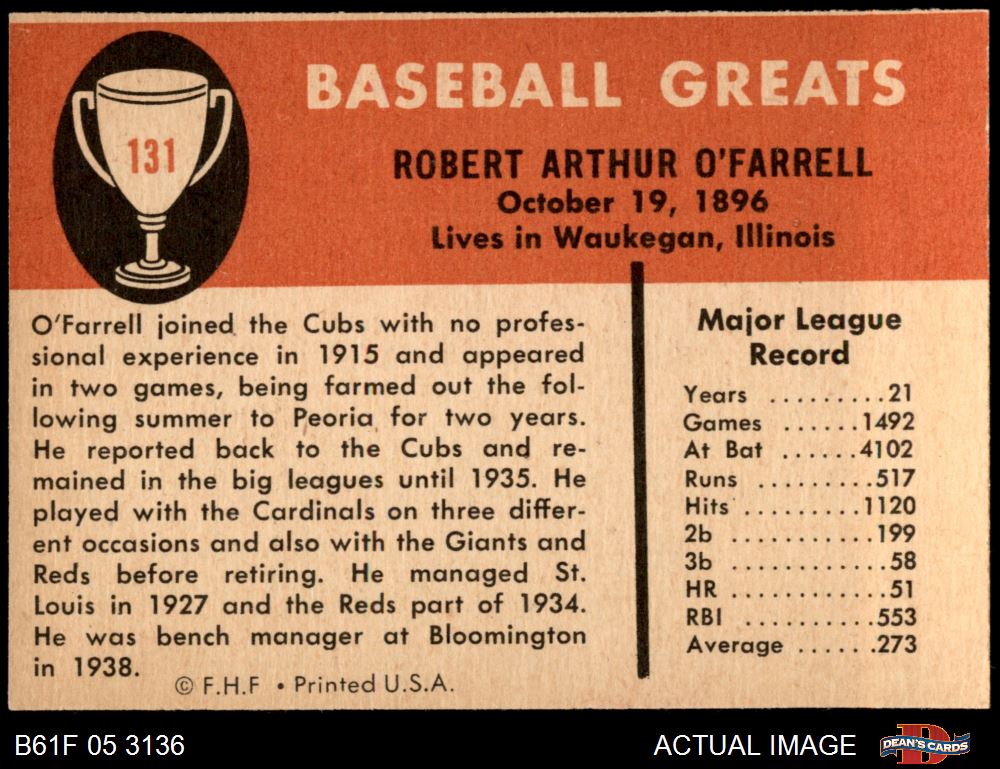 131
BASEBALL GREATS
ROBERT ARTHUR O'FARRELL
October 19, 1896
Lives in Waukegan, Illinois
O'Farrell joined the Cubs with no profes-
sional experience in 1915 and appeared
in two games, being farmed out the fol-
lowing summer to Peoria for two years.
He reported back to the Cubs and re-
mained in the big leagues until 1935. He
played with the Cardinals on three differ-
ent occasions and also with the Giants and
Reds before retiring. He managed St.
Louis in 1927 and the Reds part of 1934.
He was bench manager at Bloomington
in 1938.
© F.H.F • Printed U.S.A.
Major League
Record
Years .........21
Games ......1492
At Bat ......4102
Runs .........517
Hits .........1120
2b ............199
3b .............58
HR ............51
RBI ..........553
Average ......273
B61F 05 3136
ACTUAL IMAGE
D
DEAN'S CARDS